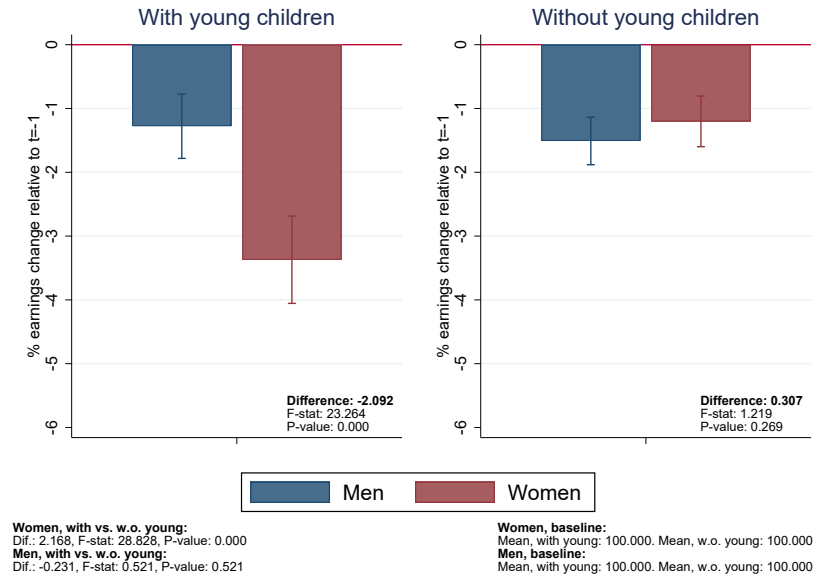 With young children
% earnings change relative to t=-1
0
-1
-2
-3
-4
-5
-6
Difference: -2.092
F-stat: 23.264
P-value: 0.000
Without young children
% earnings change relative to t=-1
0
-1
-2
-3
-4
-5
-6
Difference: 0.307
F-stat: 1.219
P-value: 0.269
Men
Women
Women, with vs. w.o. young:
Dif.: 2.168, F-stat: 28.828, P-value: 0.000
Men, with vs. w.o. young:
Dif.: -0.231, F-stat: 0.521, P-value: 0.521
Women, baseline:
Mean, with young: 100.000. Mean, w.o. young: 100.000
Men, baseline:
Mean, with young: 100.000. Mean, w.o. young: 100.000